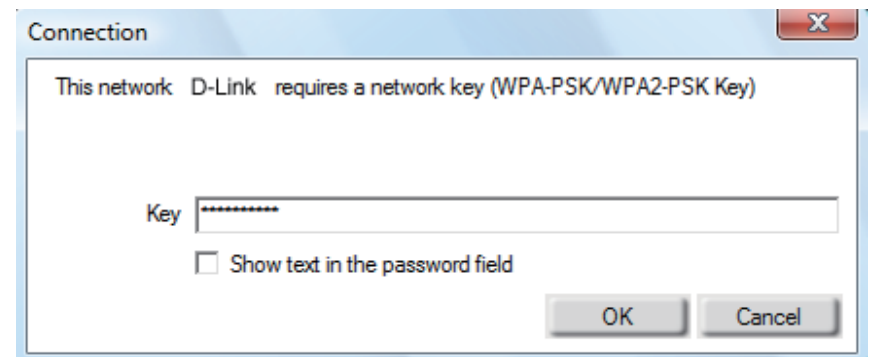 Connection
This network D-Link requires a network key (WPA-PSK/WPA2-PSK Key)
Key **********
Show text in the password field
OK Cancel